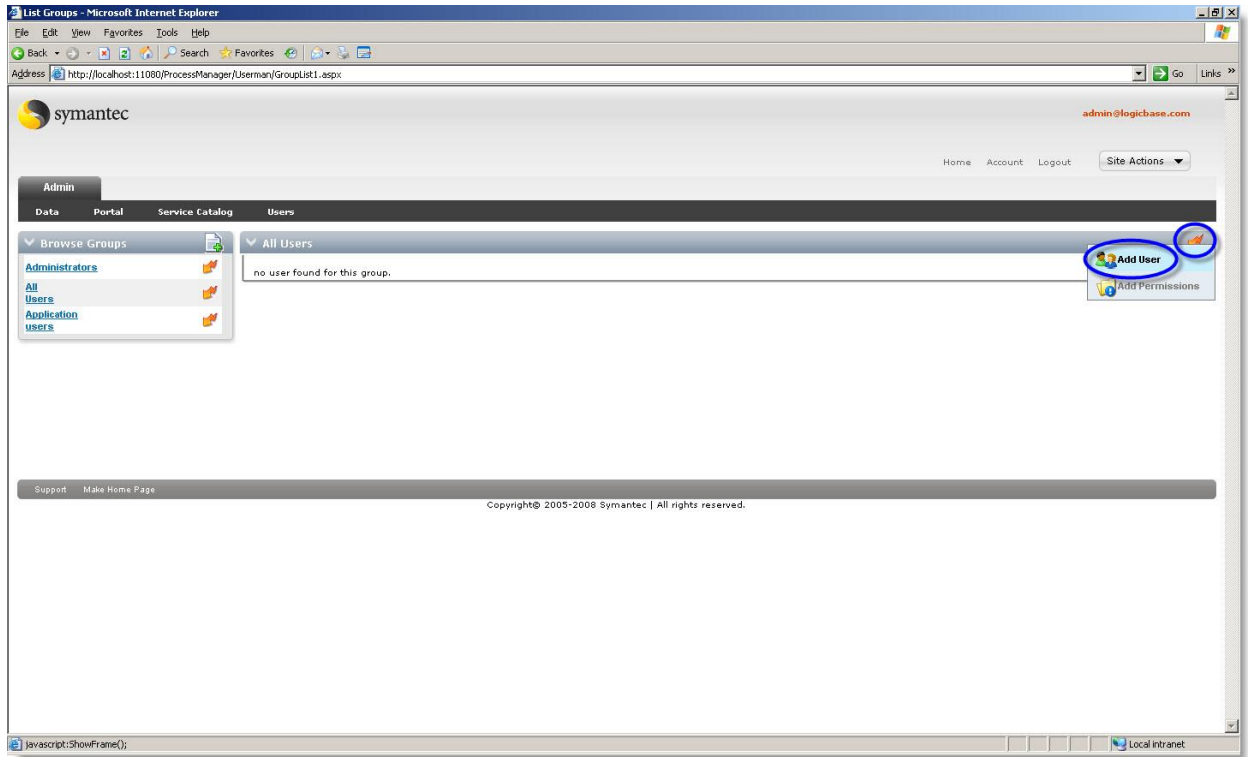 List Groups - Microsoft Internet Explorer
File Edit View Favorites Tools Help
Back Search Favorites
Address http://localhost:11080/ProcessManager/Userman/GroupList1.aspx Go Links »
symantec
admin@logicbase.com
Home Account Logout Site Actions
Admin
Data Portal Service Catalog Users
Browse Groups
All Users
Administrators
All
Users
Application
users
no user found for this group.
Add User
Add Permissions
Support Make Home Page
Copyright© 2005-2008 Symantec | All rights reserved.
javascript:ShowFrame();
Local intranet